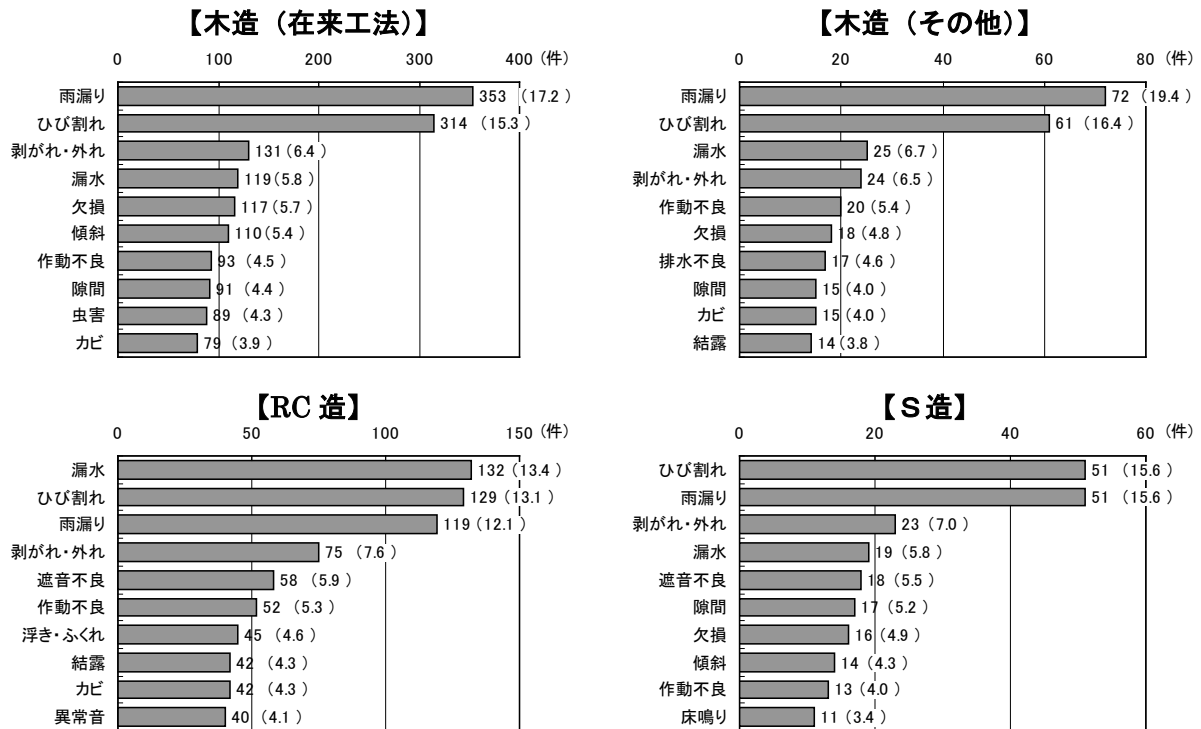 【木造（在来工法）】
0 100 200 300 400 (件)
雨漏り 353 (17.2 )
ひび割れ 314 (15.3 )
剥がれ・外れ 131 (6.4 )
漏水 119 (5.8 )
欠損 117 (5.7 )
傾斜 110 (5.4 )
作動不良 93 (4.5 )
隙間 91 (4.4 )
虫害 89 (4.3 )
カビ 79 (3.9 )
【木造（その他）】
0 20 40 60 80 (件)
雨漏り 72 (19.4 )
ひび割れ 61 (16.4 )
漏水 25 (6.7 )
剥がれ・外れ 24 (6.5 )
作動不良 20 (5.4 )
欠損 18 (4.8 )
排水不良 17 (4.6 )
隙間 15 (4.0 )
カビ 15 (4.0 )
結露 14 (3.8 )
【RC 造】
0 50 100 150 (件)
漏水 132 (13.4 )
ひび割れ 129 (13.1 )
雨漏り 119 (12.1 )
剥がれ・外れ 75 (7.6 )
遮音不良 58 (5.9 )
作動不良 52 (5.3 )
浮き・ふくれ 45 (4.6 )
結露 42 (4.3 )
カビ 42 (4.3 )
異常音 40 (4.1 )
【S 造】
0 20 40 60 (件)
ひび割れ 51 (15.6 )
雨漏り 51 (15.6 )
剥がれ・外れ 23 (7.0 )
漏水 19 (5.8 )
遮音不良 18 (5.5 )
隙間 17 (5.2 )
欠損 16 (4.9 )
傾斜 14 (4.3 )
作動不良 13 (4.0 )
床鳴り 11 (3.4 )